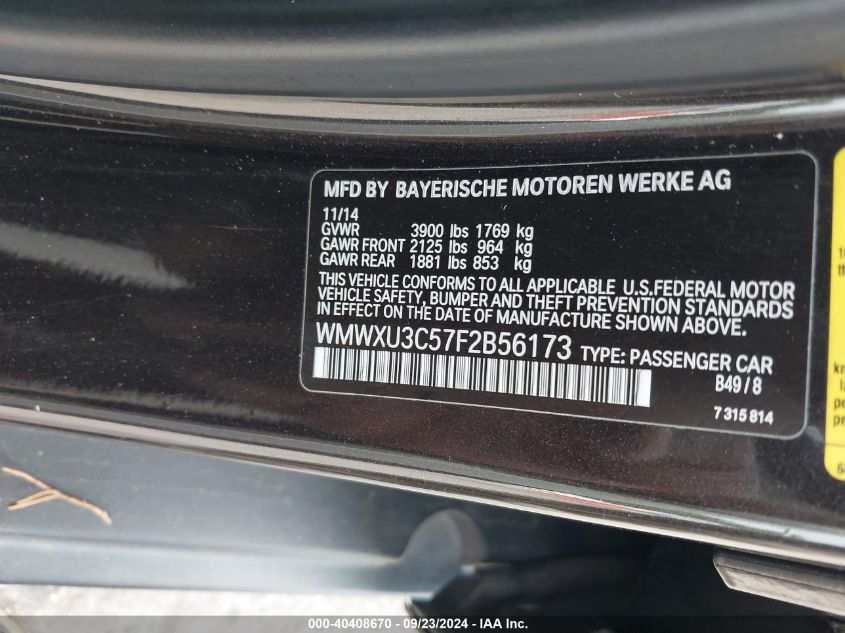 MFD BY BAYERISCHE MOTOREN WERKE AG
11/14
GVWR 3900 lbs 1769 kg
GAWR FRONT 2125 lbs 964 kg
GAWR REAR 1881 lbs 853 kg
THIS VEHICLE CONFORMS TO ALL APPLICABLE U.S.FEDERAL MOTOR
VEHICLE SAFETY, BUMPER AND THEFT PREVENTION STANDARDS
IN EFFECT ON THE DATE OF MANUFACTURE SHOWN ABOVE.
WMWXU3C57F2B56173 TYPE: PASSENGER CAR
B49/8
7 315 814
000-40408670 - 09/23/2024 - IAA, Inc.